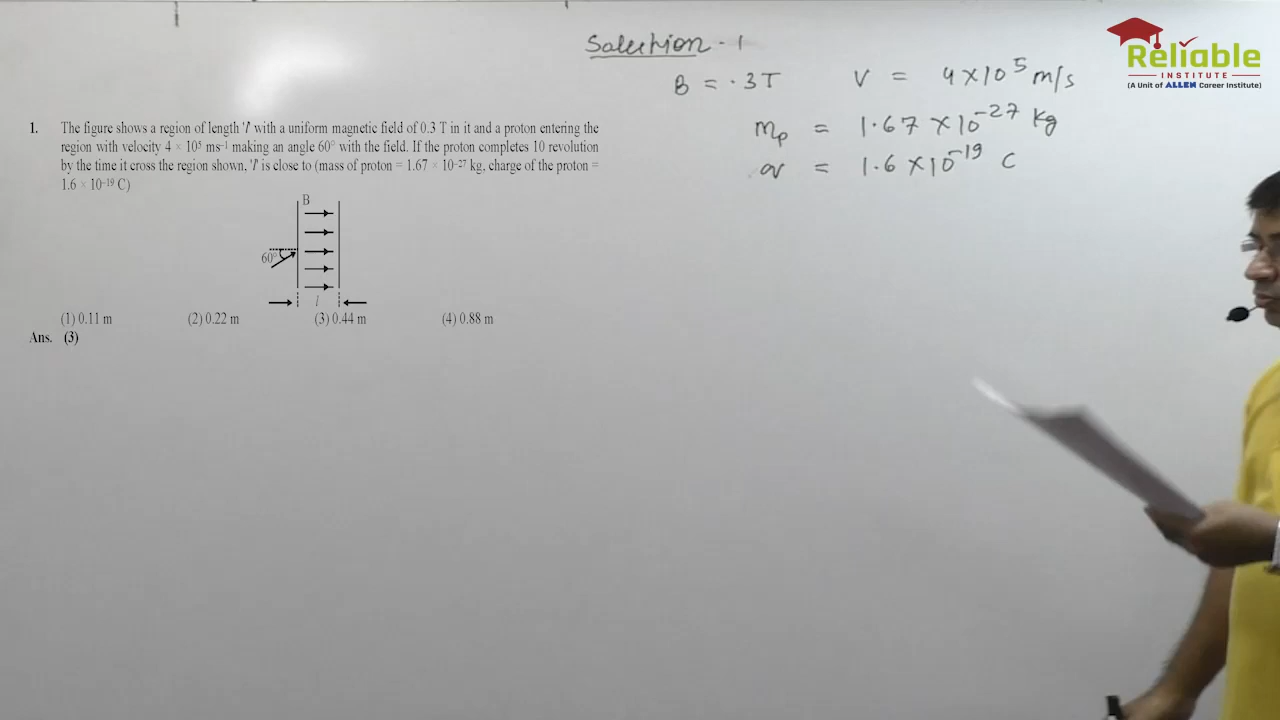 Reliable
INSTITUTE
(A Unit of ALLEN Career Institute)
Solution - 1
B = .3T V = 4×10⁵ m/s
mₚ = 1.67 ×10⁻²⁷ kg
q = 1.6 ×10⁻¹⁹ C
1. The figure shows a region of length 'l' with a uniform magnetic field of 0.3 T in it and a proton entering the
region with velocity 4 × 10⁵ ms⁻¹ making an angle 60° with the field. If the proton completes 10 revolution
by the time it cross the region shown, 'l' is close to (mass of proton = 1.67 × 10⁻²⁷ kg, charge of the proton =
1.6 × 10⁻¹⁹ C)
B
60°
l
(1) 0.11 m (2) 0.22 m (3) 0.44 m (4) 0.88 m
Ans. (3)